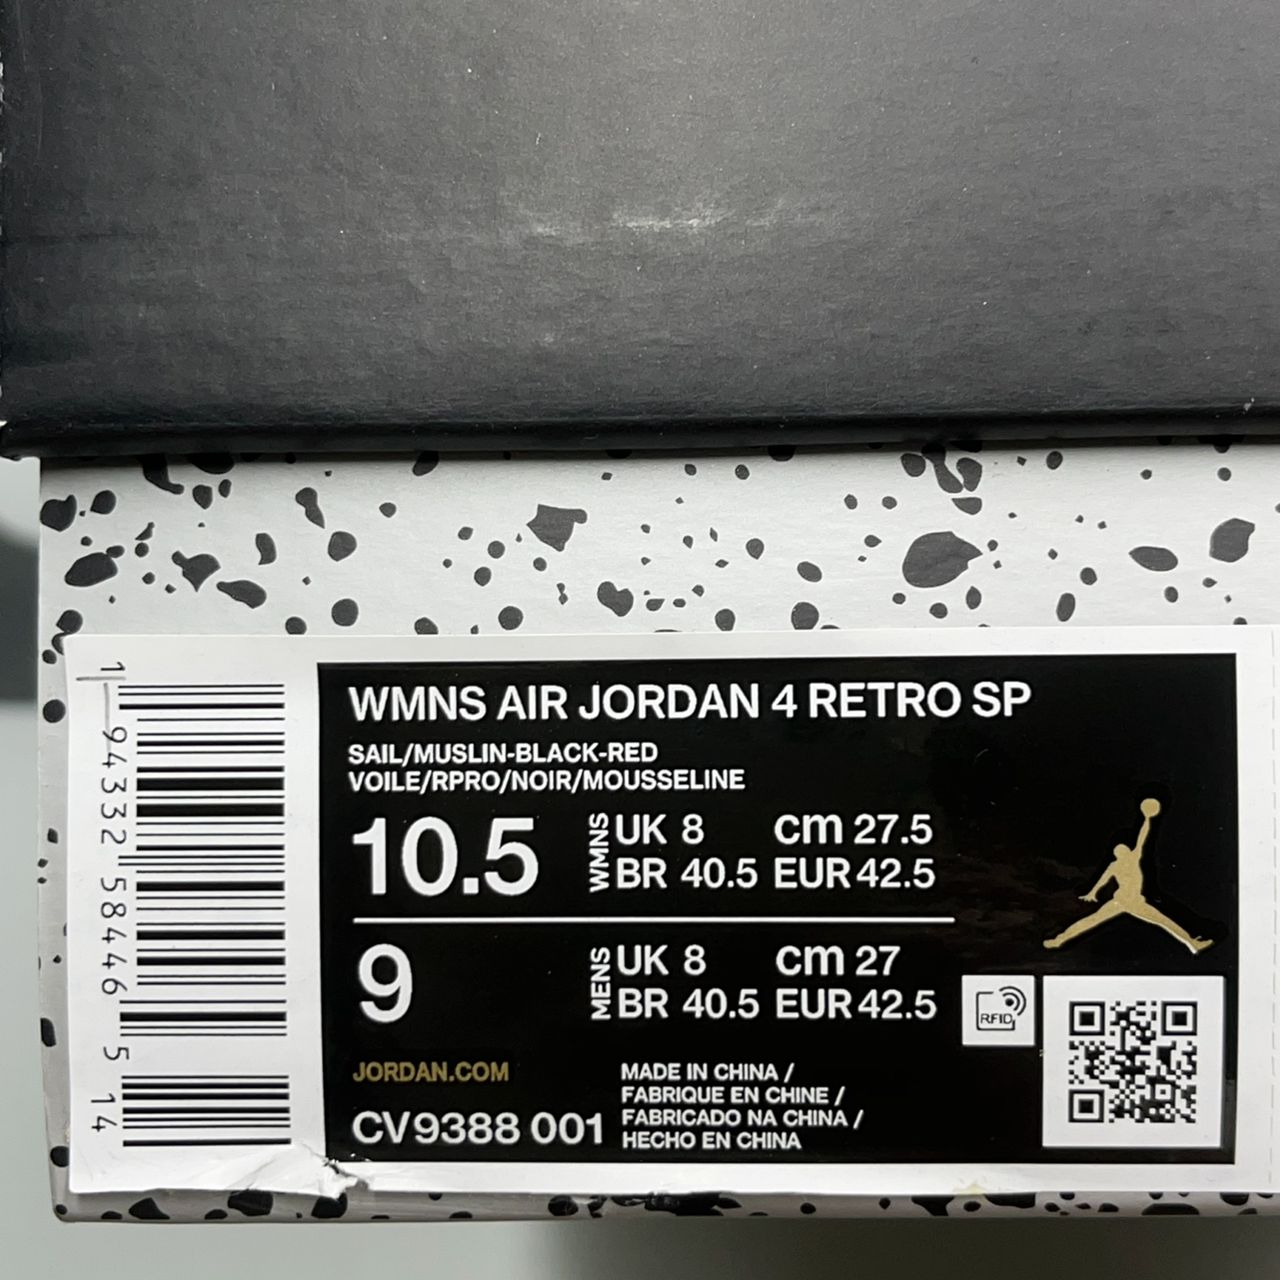 WMNS AIR JORDAN 4 RETRO SP
SAIL/MUSLIN-BLACK-RED
VOILE/RPRO/NOIR/MOUSSELINE
10.5 WMNS UK 8 cm 27.5
BR 40.5 EUR 42.5
9 MENS UK 8 cm 27
BR 40.5 EUR 42.5
RFID
JORDAN.COM
CV9388 001
MADE IN CHINA /
FABRIQUE EN CHINE /
FABRICADO NA CHINA /
HECHO EN CHINA
1 94332 58446 5 14